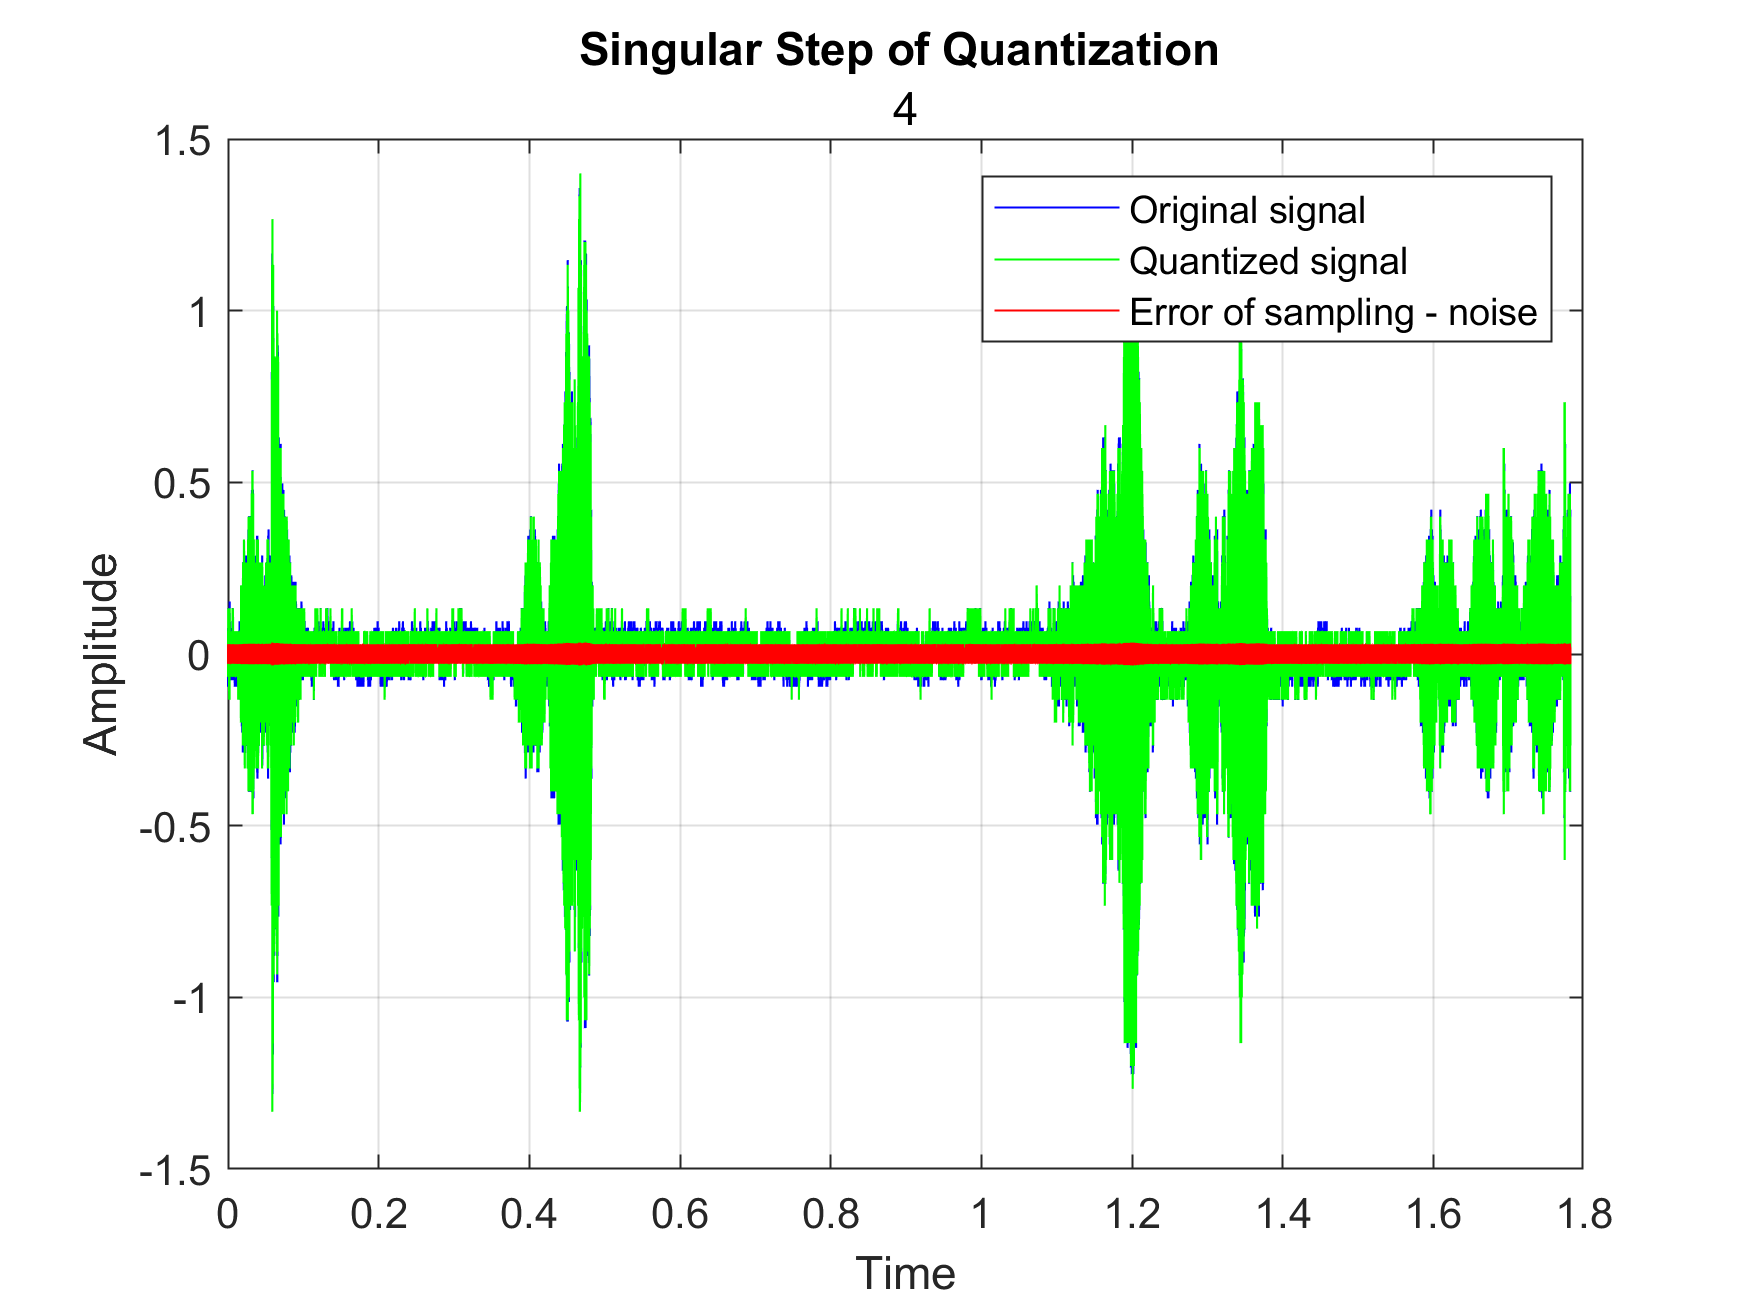 Singular Step of Quantization
4
1.5
1
0.5
0
-0.5
-1
-1.5
Amplitude
Original signal
Quantized signal
Error of sampling - noise
0 0.2 0.4 0.6 0.8 1 1.2 1.4 1.6 1.8
Time